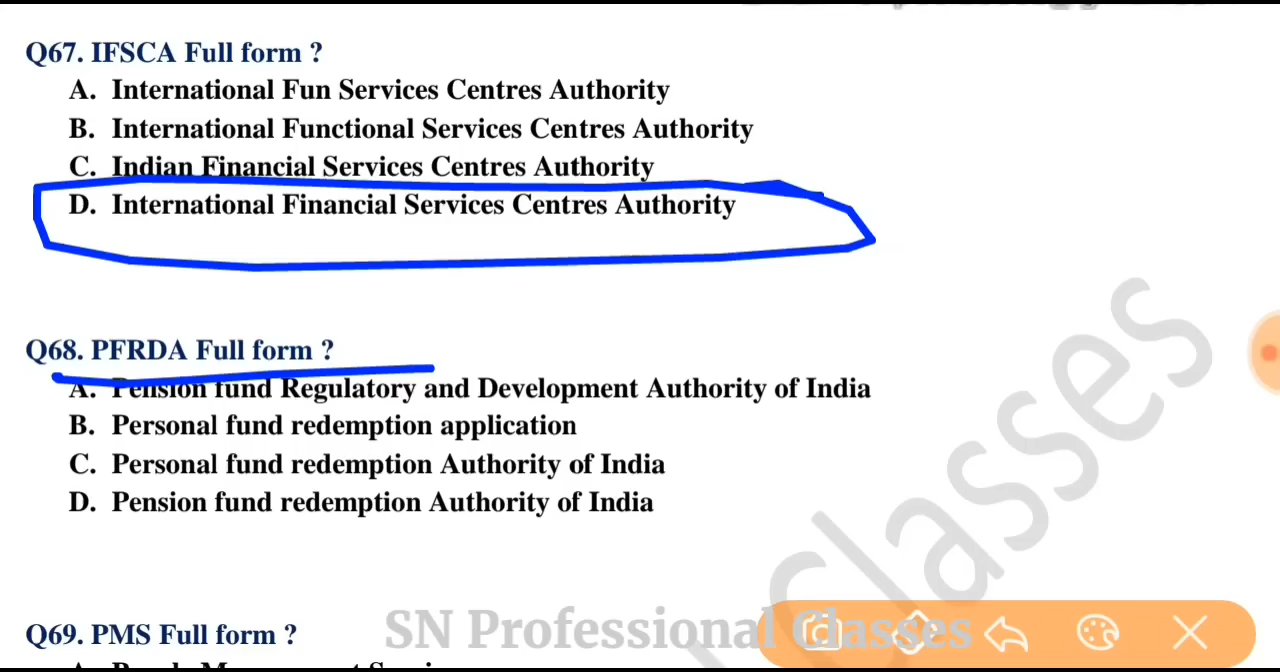 Q67. IFSCA Full form ?
A. International Fun Services Centres Authority
B. International Functional Services Centres Authority
C. Indian Financial Services Centres Authority
D. International Financial Services Centres Authority
Q68. PFRDA Full form ?
A. Pension fund Regulatory and Development Authority of India
B. Personal fund redemption application
C. Personal fund redemption Authority of India
D. Pension fund redemption Authority of India
Classes
Q69. PMS Full form ?
SN Professional Classes